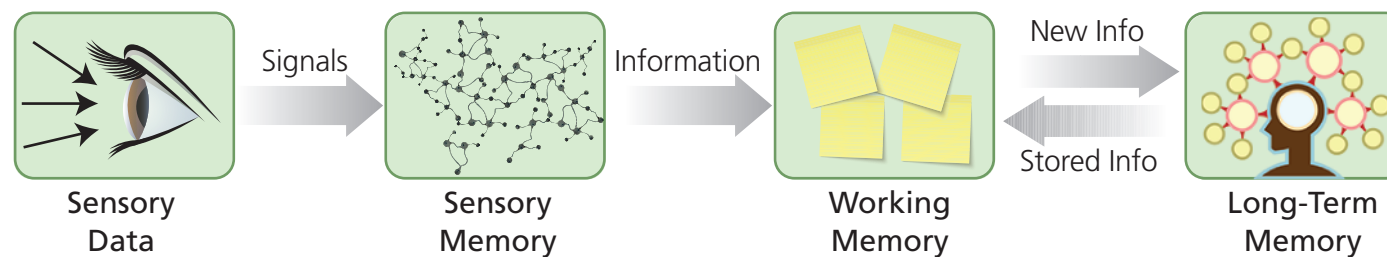 Signals
Information
New Info
Stored Info
Sensory
Data
Sensory
Memory
Working
Memory
Long-Term
Memory